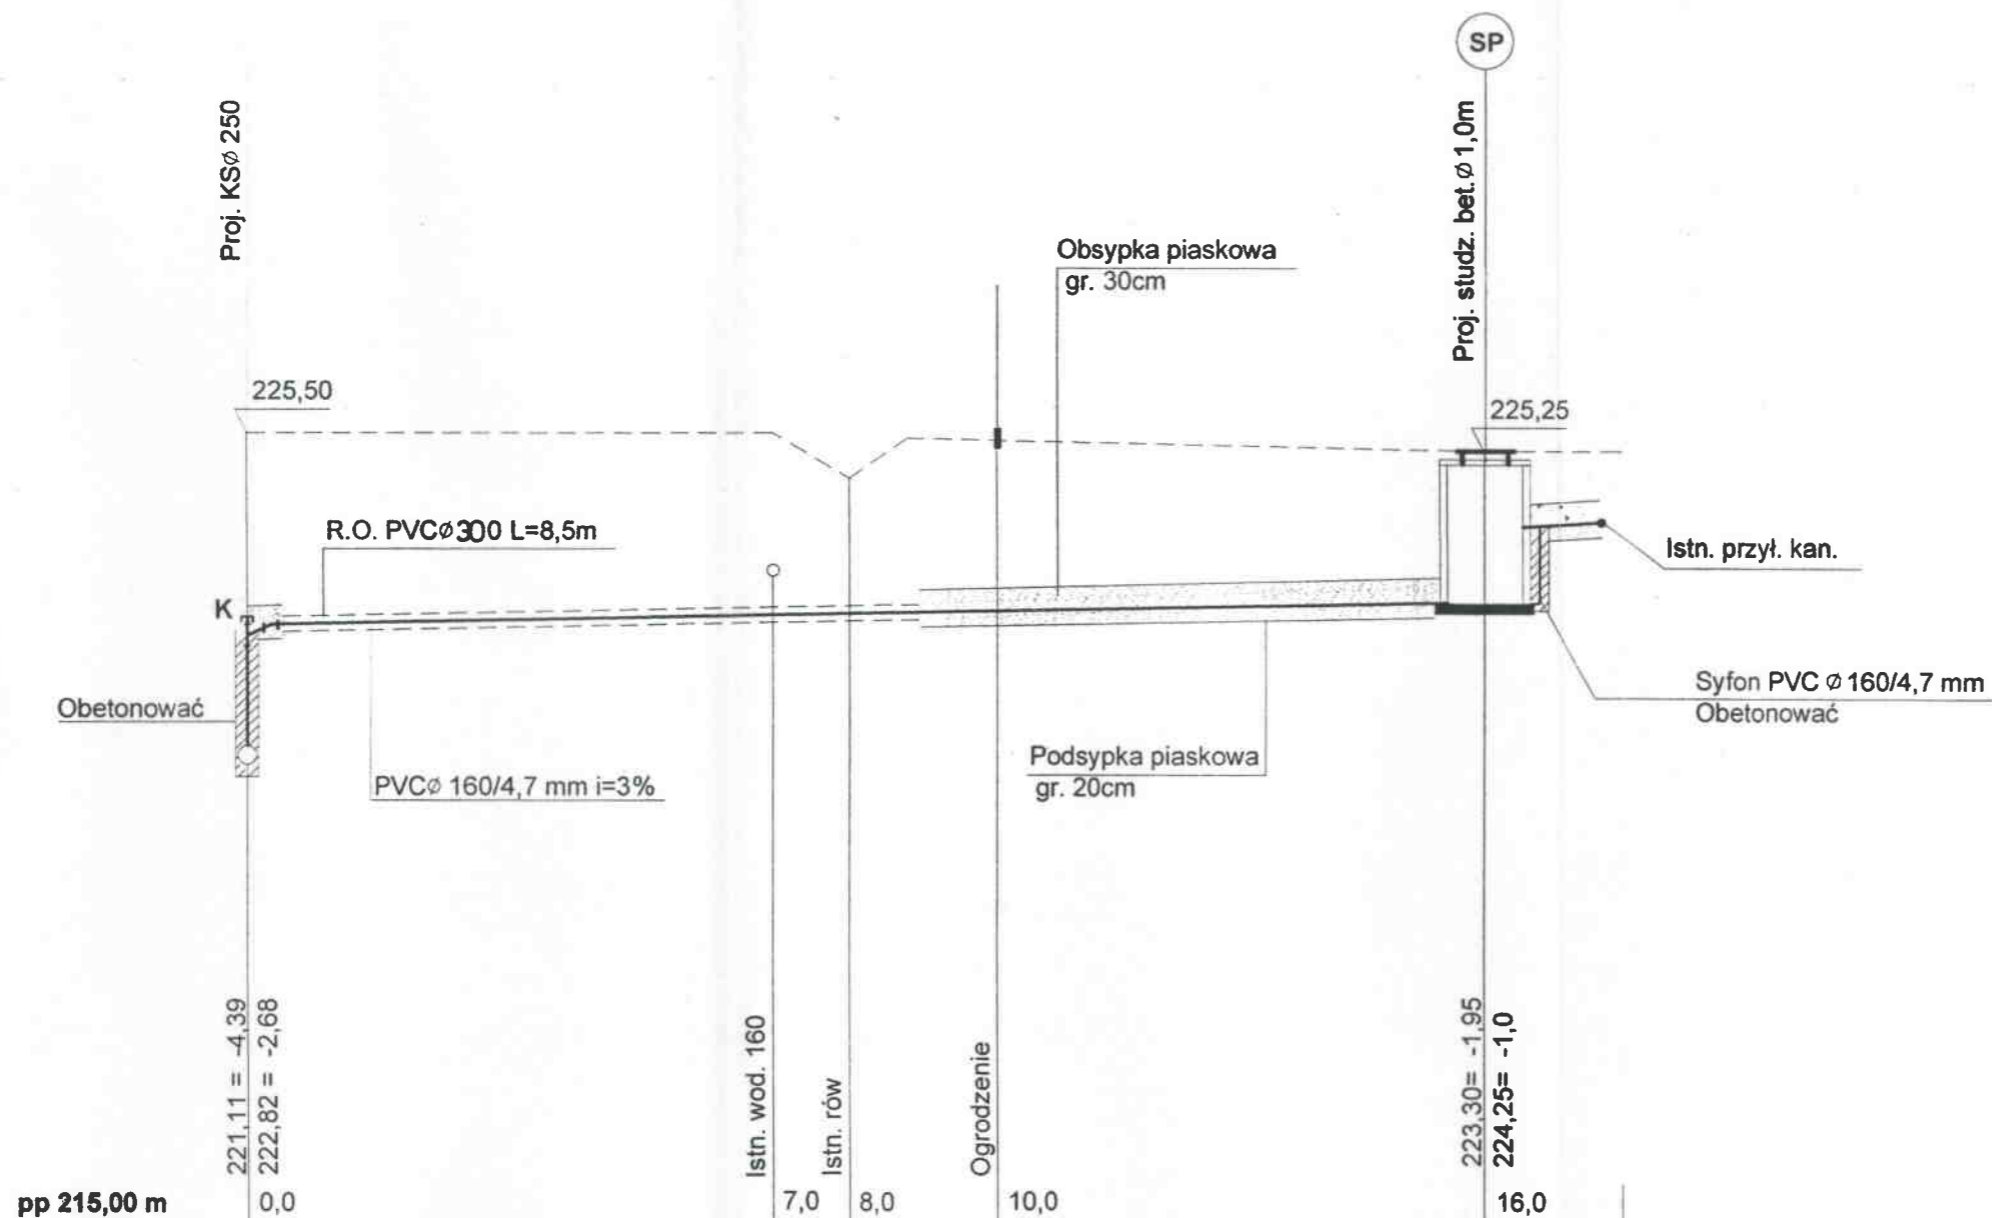 SP
Proj. KSø 250
Proj. studz. bet. ø 1,0m
Obsypka piaskowa
gr. 30cm
225,50
225,25
R.O. PVCø 300 L=8,5m
Istn. przył. kan.
K
Syfon PVC ø 160/4,7 mm
Obetonować
Obetonować
Podsypka piaskowa
gr. 20cm
PVCø 160/4,7 mm i=3%
221,11 = -4,39
222,82 = -2,68
Istn. wod. 160
Istn. rów
Ogrodzenie
223,30= -1,95
224,25= -1,0
pp 215,00 m
0,0
7,0
8,0
10,0
16,0